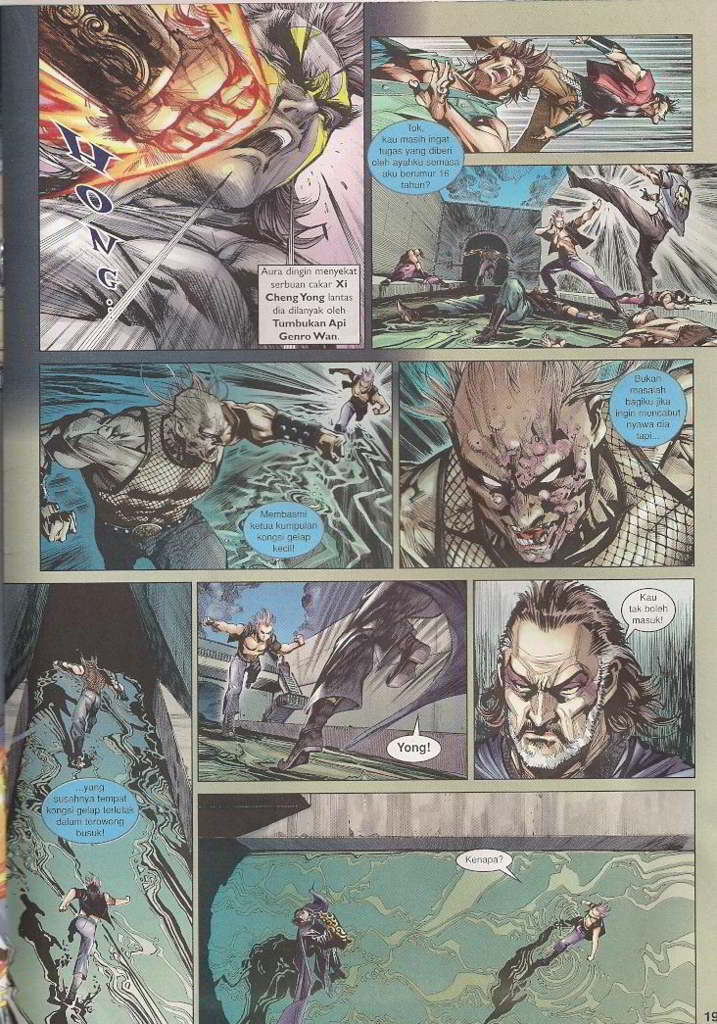 HONG...
Aura dingin menyekat
serbuan cakar Xi
Cheng Yong lantas
dia dilanyak oleh
Tumbukan Api
Genro Wan.
Iok,
kau masih ingat
tugas yang diberi
oleh ayahku semasa
aku berumur 16
tahun?
Membasmi
ketua kumpulan
kongsi gelap
kecil!
Bukan
masalah
bagiku jika
ingin mencabut
nyawa dia
tapi...
...yang
susahnya tempat
kongsi gelap terletak
dalam terowong
busuk!
Yong!
Kau
tak boleh
masuk!
Kenapa?
19